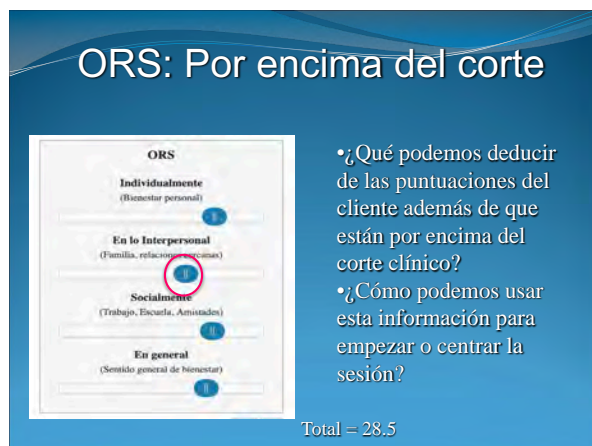 ORS: Por encima del corte
ORS
Individualmente
(Bienestar personal)
En lo Interpersonal
(Familia, relaciones cercanas)
Socialmente
(Trabajo, Escuela, Amistades)
En general
(Sentido general de bienestar)
•¿Qué podemos deducir
de las puntuaciones del
cliente además de que
están por encima del
corte clínico?
•¿Cómo podemos usar
esta información para
empezar o centrar la
sesión?
Total = 28.5